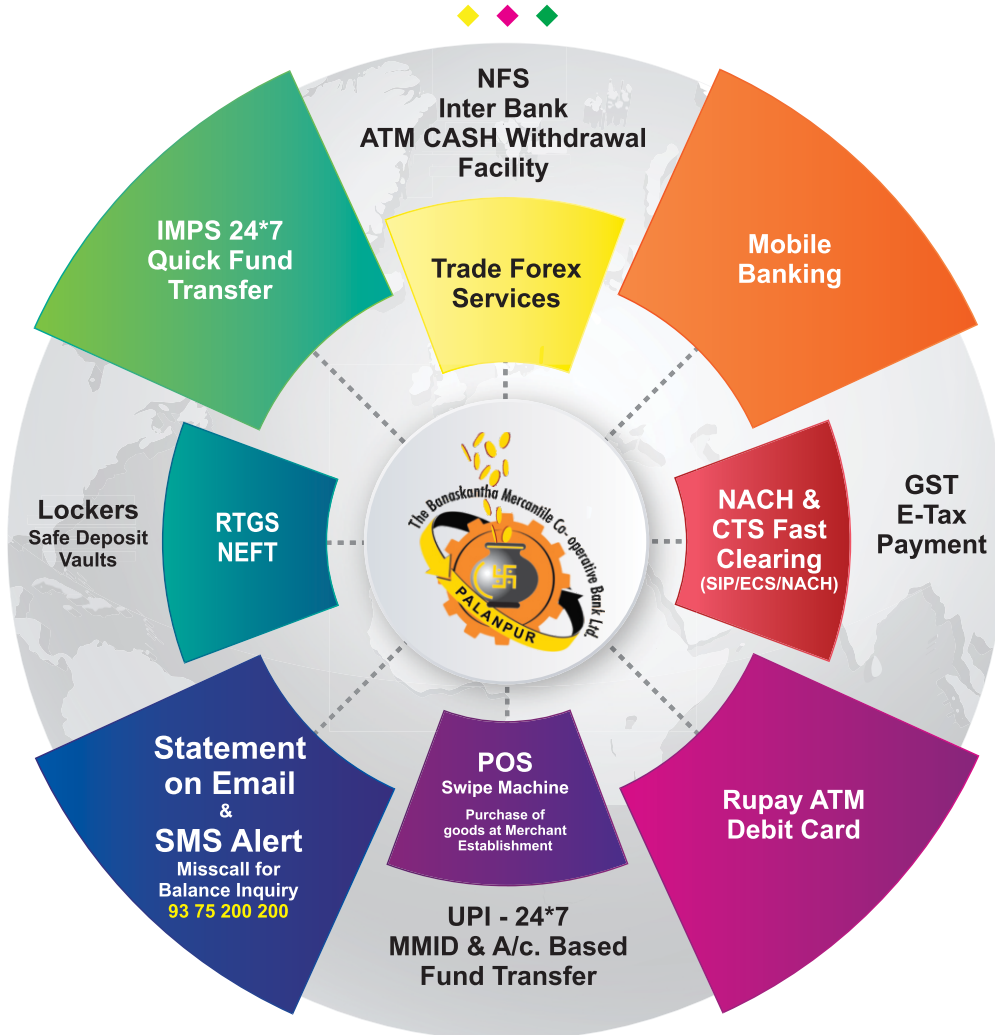 NFS
Inter Bank
ATM CASH Withdrawal
Facility
IMPS 24*7
Quick Fund
Transfer
Trade Forex
Services
Mobile
Banking
Lockers
Safe Deposit
Vaults
RTGS
NEFT
The Banaskantha Mercantile Co- operative Bank Ltd.
PALANPUR
NACH &
CTS Fast
Clearing
(SIP/ECS/NACH)
GST
E-Tax
Payment
Statement
on Email
&
SMS Alert
Misscall for
Balance Inquiry
93 75 200 200
POS
Swipe Machine
Purchase of
goods at Merchant
Establishment
Rupay ATM
Debit Card
UPI - 24*7
MMID & A/c. Based
Fund Transfer